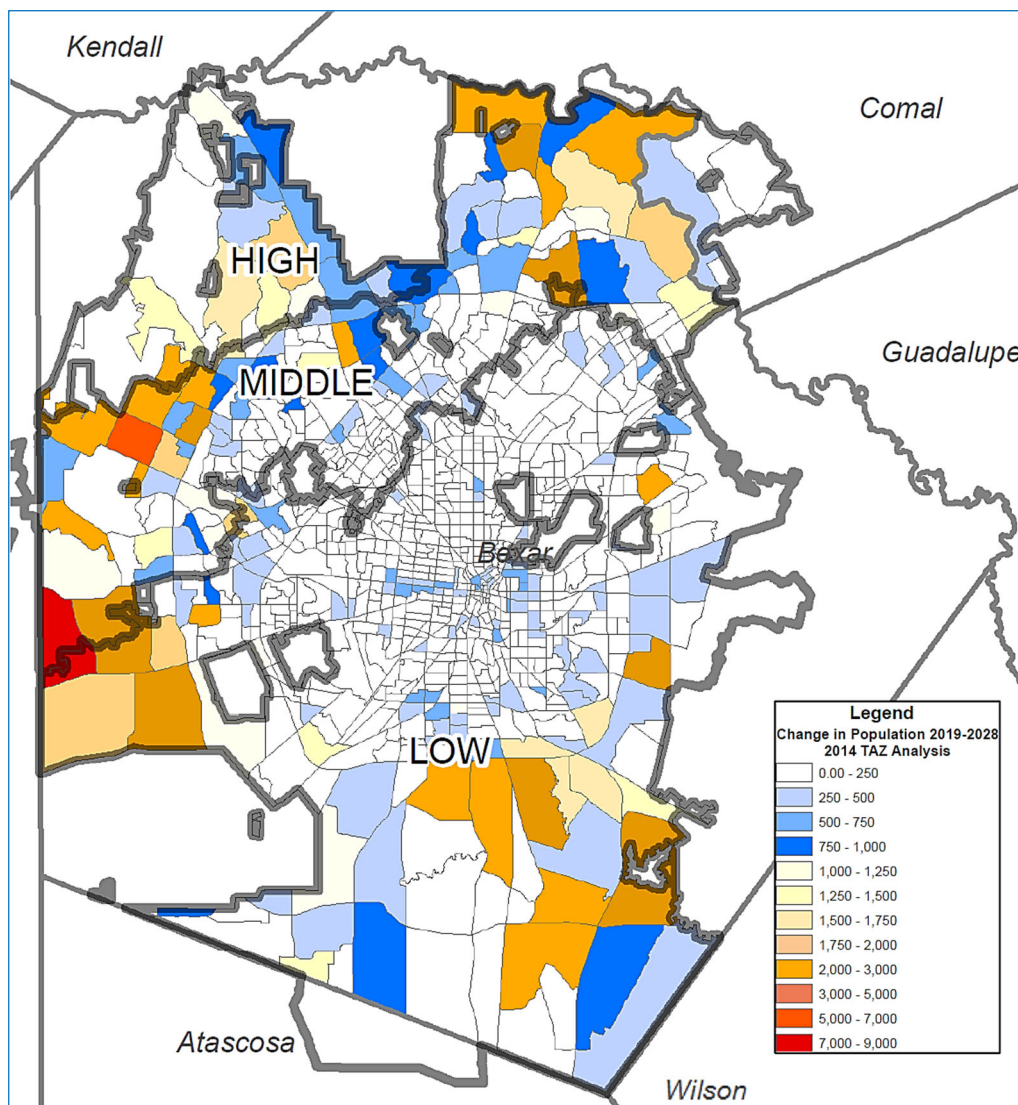 Kendall
Comal
HIGH
Guadalupe
MIDDLE
Bexar
LOW
Legend
Change in Population 2019-2028
2014 TAZ Analysis
0.00 - 250
250 - 500
500 - 750
750 - 1,000
1,000 - 1,250
1,250 - 1,500
1,500 - 1,750
1,750 - 2,000
2,000 - 3,000
3,000 - 5,000
5,000 - 7,000
7,000 - 9,000
Atascosa
Wilson